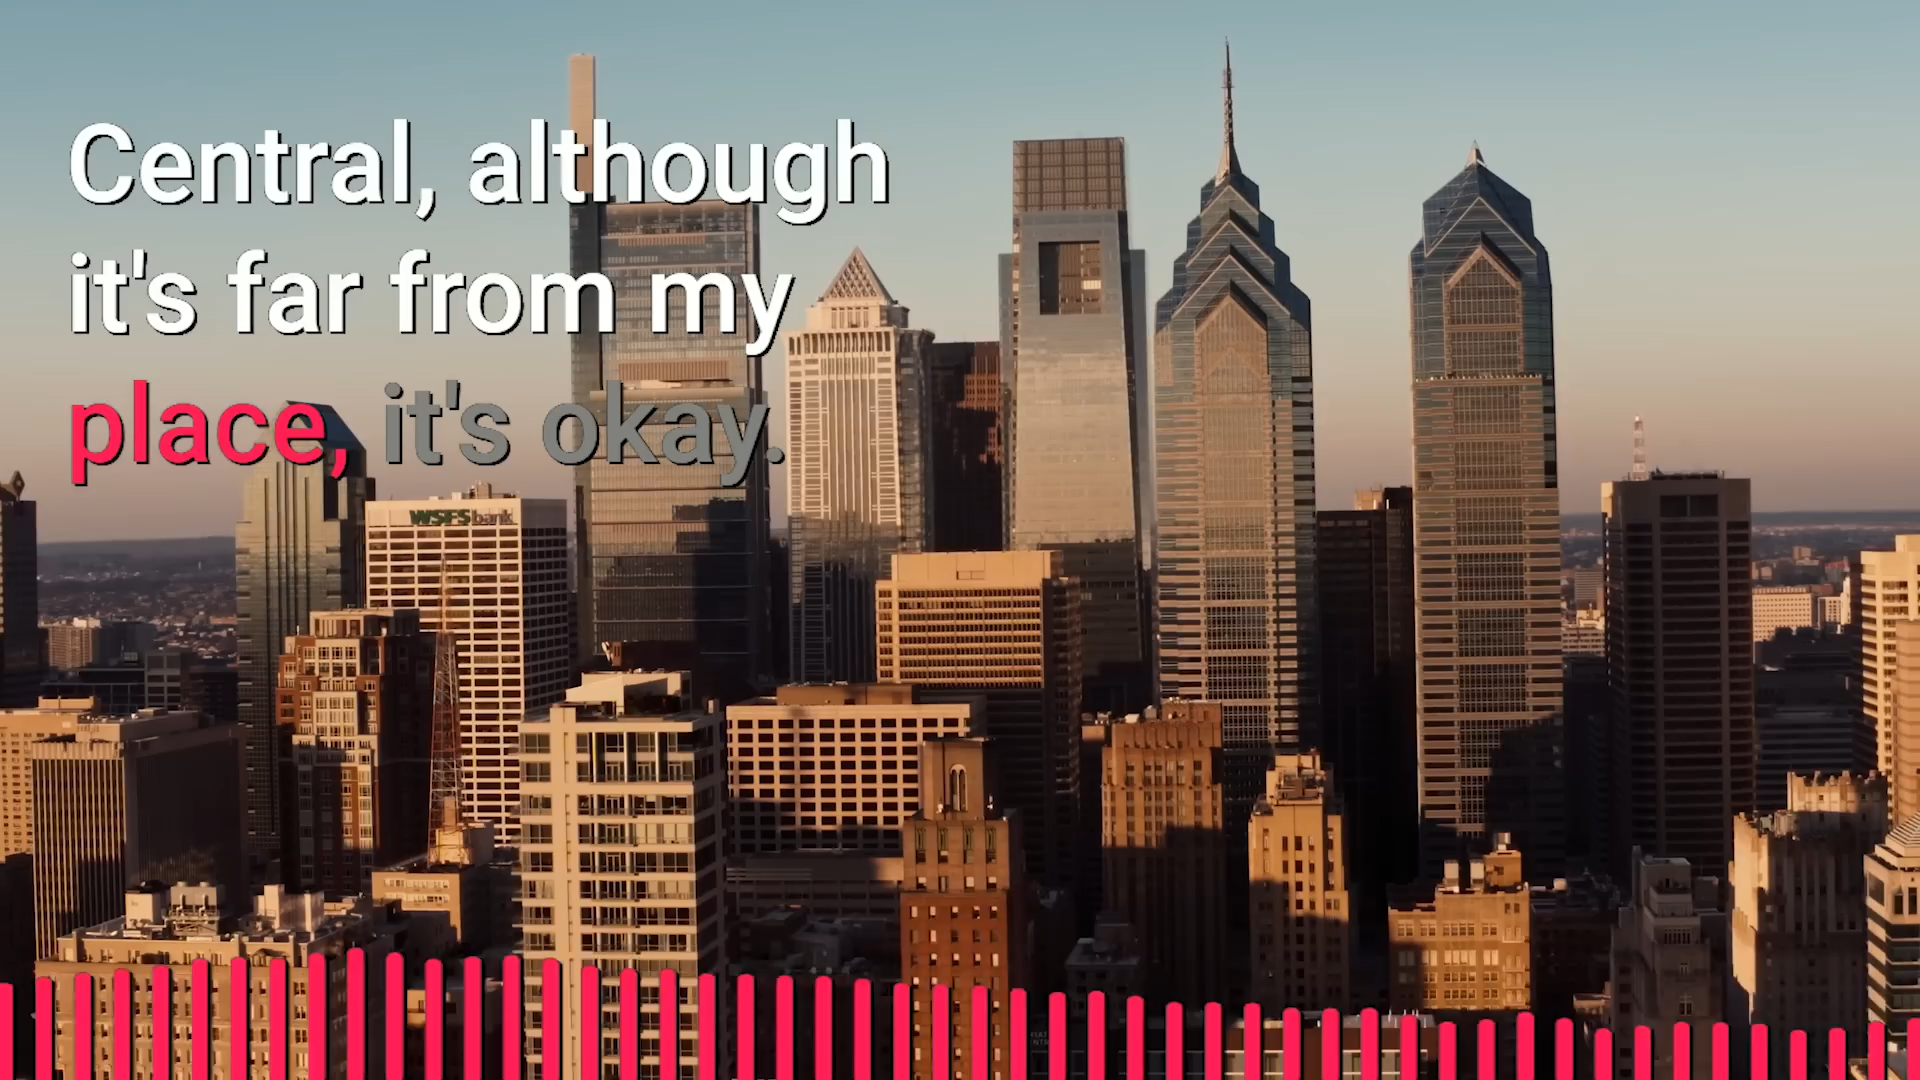 Central, although
it's far from my
place, it's okay.
WSFS bank